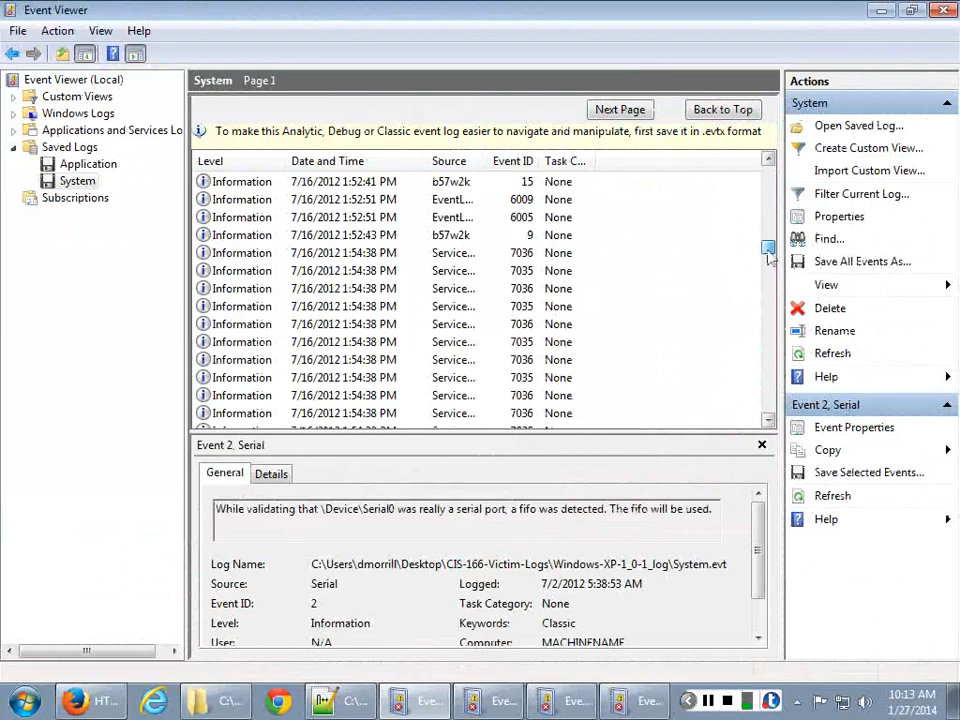 Event Viewer
File Action View Help
Event Viewer (Local)
Custom Views
Windows Logs
Applications and Services Lo
Saved Logs
Application
System
Subscriptions
System Page 1
Next Page Back to Top
To make this Analytic, Debug or Classic event log easier to navigate and manipulate, first save it in .evtx format
Level Date and Time Source Event ID Task C...
Information 7/16/2012 1:52:41 PM b57w2k 15 None
Information 7/16/2012 1:52:51 PM EventL... 6009 None
Information 7/16/2012 1:52:51 PM EventL... 6005 None
Information 7/16/2012 1:52:43 PM b57w2k 9 None
Information 7/16/2012 1:54:38 PM Service... 7036 None
Information 7/16/2012 1:54:38 PM Service... 7035 None
Information 7/16/2012 1:54:38 PM Service... 7036 None
Information 7/16/2012 1:54:38 PM Service... 7035 None
Information 7/16/2012 1:54:38 PM Service... 7036 None
Information 7/16/2012 1:54:38 PM Service... 7035 None
Information 7/16/2012 1:54:38 PM Service... 7036 None
Information 7/16/2012 1:54:38 PM Service... 7035 None
Information 7/16/2012 1:54:38 PM Service... 7036 None
Information 7/16/2012 1:54:38 PM Service... 7036 None
Event 2, Serial
General Details
While validating that \Device\Serial0 was really a serial port, a fifo was detected. The fifo will be used.
Log Name: C:\Users\dmorrill\Desktop\CIS-166-Victim-Logs\Windows-XP-1_0-1_log\System.evt
Source: Serial Logged: 7/2/2012 5:38:53 AM
Event ID: 2 Task Category: None
Level: Information Keywords: Classic
User: N/A Computer: MACHINENAME
Actions
System
Open Saved Log...
Create Custom View...
Import Custom View...
Filter Current Log...
Properties
Find...
Save All Events As...
View
Delete
Rename
Refresh
Help
Event 2, Serial
Event Properties
Copy
Save Selected Events...
Refresh
Help
HT... C:\... C:\... Eve... Eve... Eve... Eve...
10:13 AM
1/27/2014